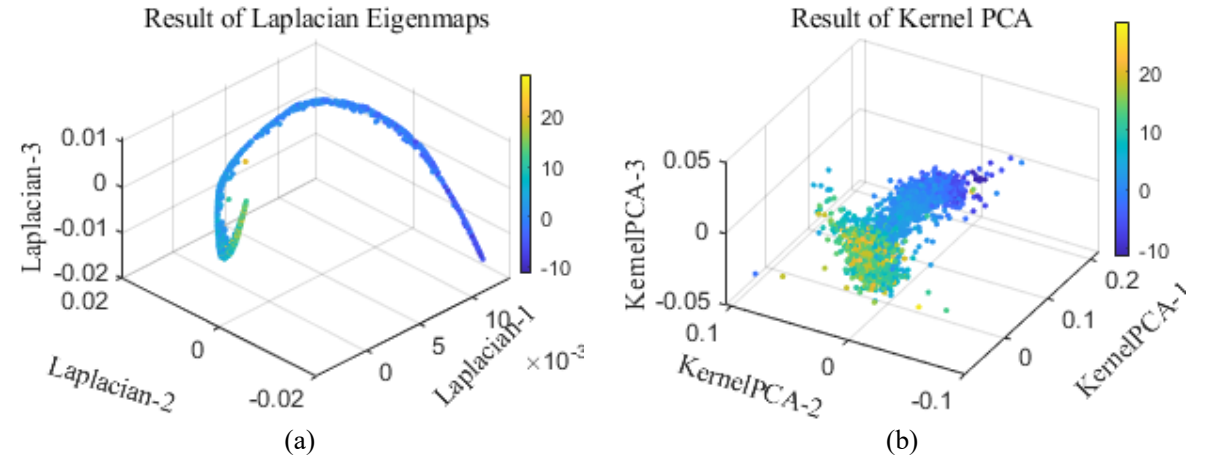 Result of Laplacian Eigenmaps
20
10
0
-10
0.01
0
-0.01
-0.02
Laplacian-3
0.02
0
-0.02
Laplacian-2
0
5
10
×10⁻³
Laplacian-1
(a)
Result of Kernel PCA
20
10
0
-10
0.05
0
-0.05
KernelPCA-3
0.1
0
-0.1
KernelPCA-2
0
0.1
0.2
KernelPCA-1
(b)